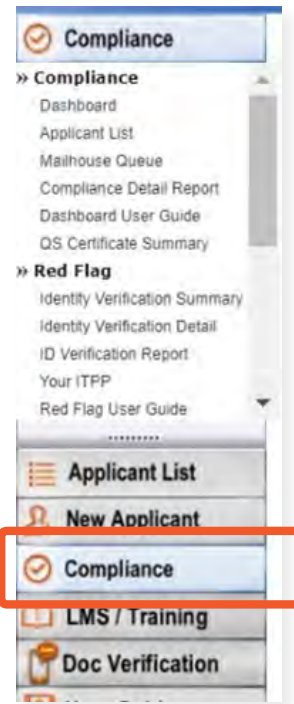 Compliance
» Compliance
Dashboard
Applicant List
Mailhouse Queue
Compliance Detail Report
Dashboard User Guide
QS Certificate Summary
» Red Flag
Identity Verification Summary
Identity Verification Detail
ID Verification Report
Your ITPP
Red Flag User Guide
Applicant List
New Applicant
Compliance
LMS / Training
Doc Verification